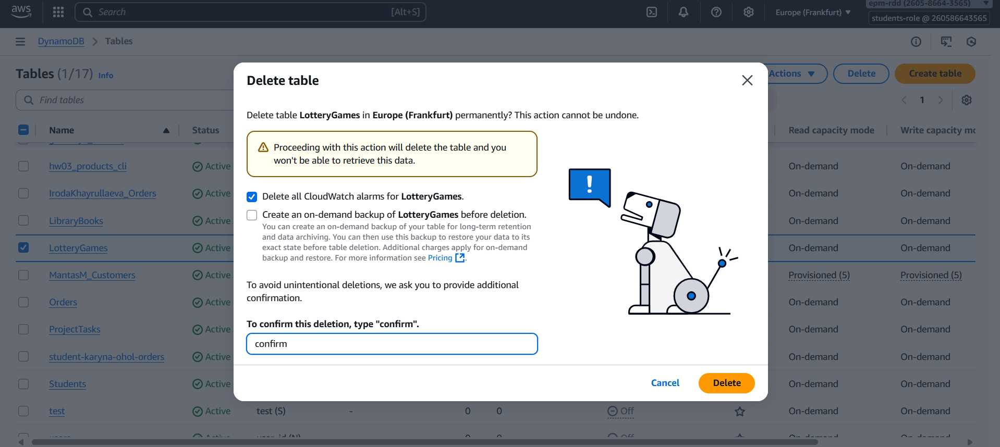 aws
Search
[Alt+S]
Europe (Frankfurt)
epm-rdd (2605-8664-3565)
students-role @ 260586643565
DynamoDB
Tables
Tables (1/17) Info
Actions
Delete
Create table
Find tables
1
Name
Status
Read capacity mode
Write capacity mo
hw03_products_cli
Active
On-demand
On-demand
IrodaKhayrullaeva_Orders
Active
On-demand
On-demand
LibraryBooks
Active
On-demand
On-demand
LotteryGames
Active
On-demand
On-demand
MantasM_Customers
Active
Provisioned (5)
Provisioned (5)
Orders
Active
On-demand
On-demand
ProjectTasks
Active
On-demand
On-demand
student-karyna-ohol-orders
Active
On-demand
On-demand
Students
Active
On-demand
On-demand
test
Active
test (S)
-
0
0
Off
On-demand
On-demand
Delete table
Delete table LotteryGames in Europe (Frankfurt) permanently? This action cannot be undone.
Proceeding with this action will delete the table and you
won't be able to retrieve this data.
Delete all CloudWatch alarms for LotteryGames.
Create an on-demand backup of LotteryGames before deletion.
You can create an on-demand backup of your table for long-term retention
and data archiving. You can then use this backup to restore your data to its
exact state before table deletion. Additional charges apply for on-demand
backup and restore. For more information see Pricing.
To avoid unintentional deletions, we ask you to provide additional
confirmation.
To confirm this deletion, type "confirm".
confirm
Cancel
Delete